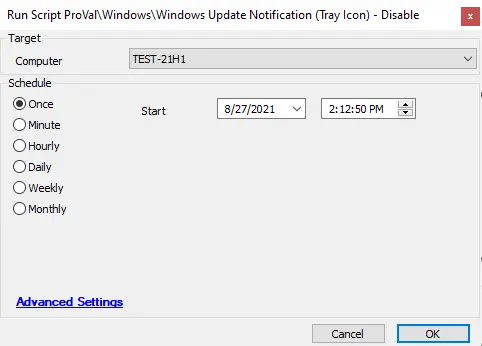 Run Script ProVal\Windows\Windows Update Notification (Tray Icon) - Disable
Target
Computer TEST-21H1
Schedule
Once Start 8/27/2021 2:12:50 PM
Minute
Hourly
Daily
Weekly
Monthly
Advanced Settings
Cancel OK